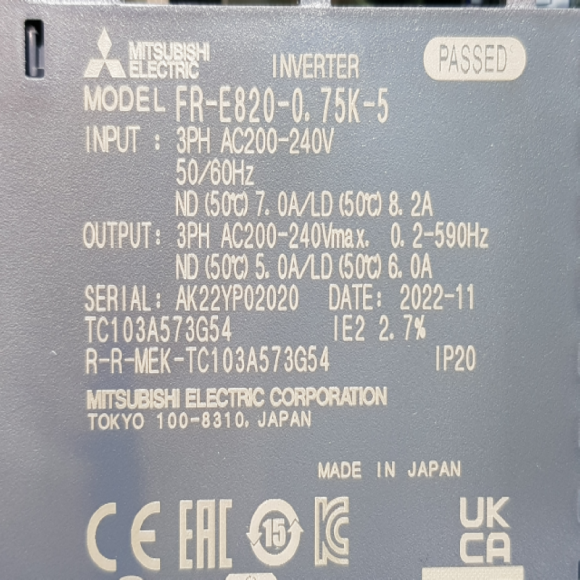 MITSUBISHI
ELECTRIC INVERTER PASSED
MODEL FR-E820-0.75K-5
INPUT : 3PH AC200-240V
50/60Hz
ND (50℃) 7.0A/LD (50℃) 8.2A
OUTPUT: 3PH AC200-240Vmax. 0.2-590Hz
ND (50℃) 5.0A/LD (50℃) 6.0A
SERIAL: AK22YP02020 DATE: 2022-11
TC103A573G54 IE2 2.7%
R-R-MEK-TC103A573G54 IP20
MITSUBISHI ELECTRIC CORPORATION
TOKYO 100-8310, JAPAN
MADE IN JAPAN
CE EAC 15 KC UK
CA